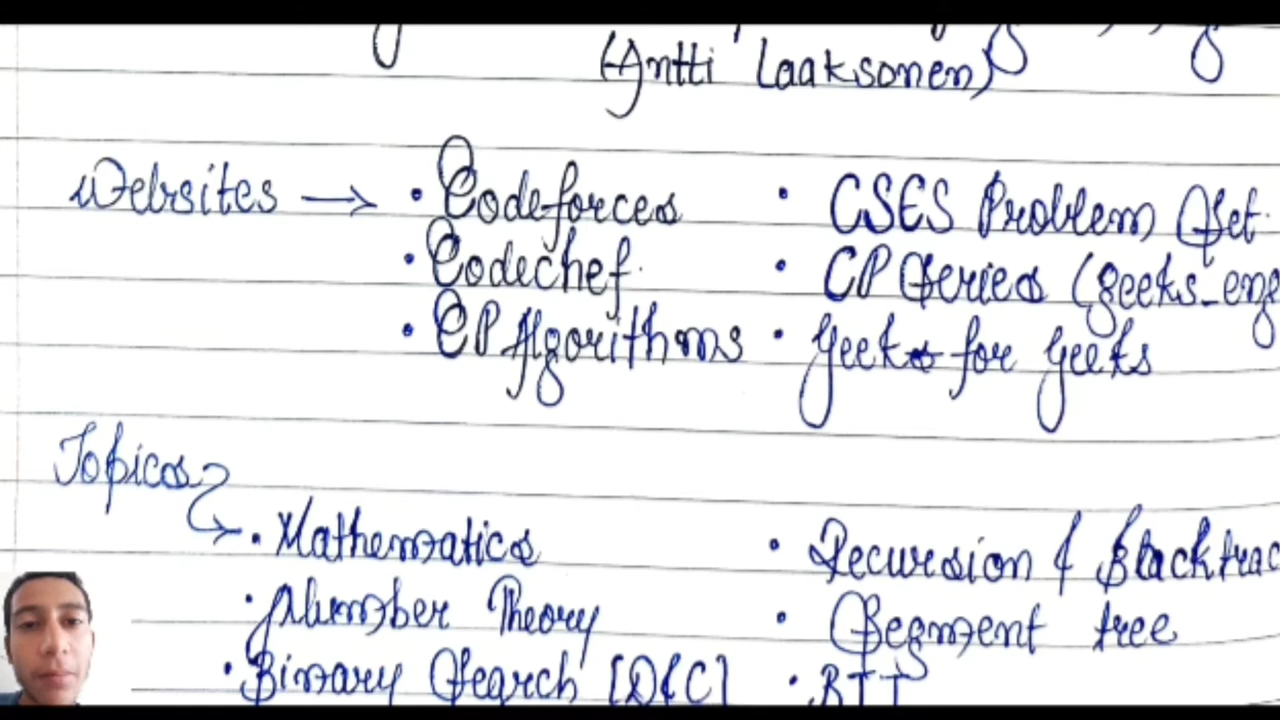 (Antti Laaksonen)
Websites → • Codeforces • CSES Problem Set
• Codechef • CP Series (geeks_eng
• CP Algorithms • Geeks for Geeks
Topics
→ • Mathematics • Recursion & Backtrac
• Number Theory • Segment tree
• Binary Search [D&C]